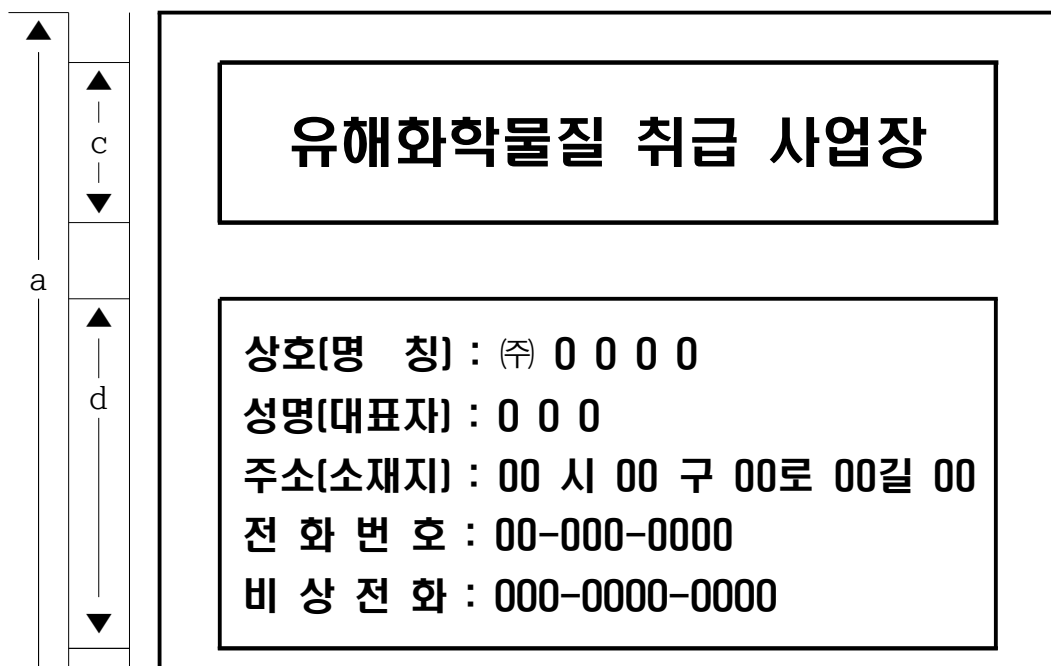 유해화학물질 취급 사업장
c
a
상호(명 칭) : ㈜ 0 0 0 0
d
성명(대표자) : 0 0 0
주소(소재지) : 00 시 00 구 00로 00길 00
전 화 번 호 : 00-000-0000
비 상 전 화 : 000-0000-0000